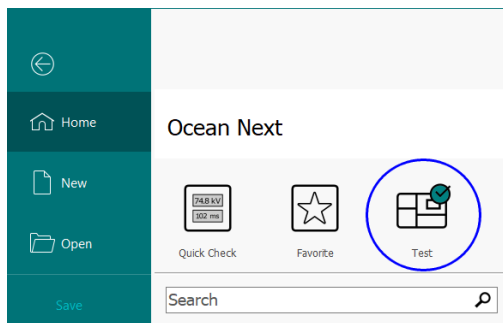 Home
Ocean Next
New
74.8 kV
102 ms
Quick Check
Favorite
Test
Open
Save
Search